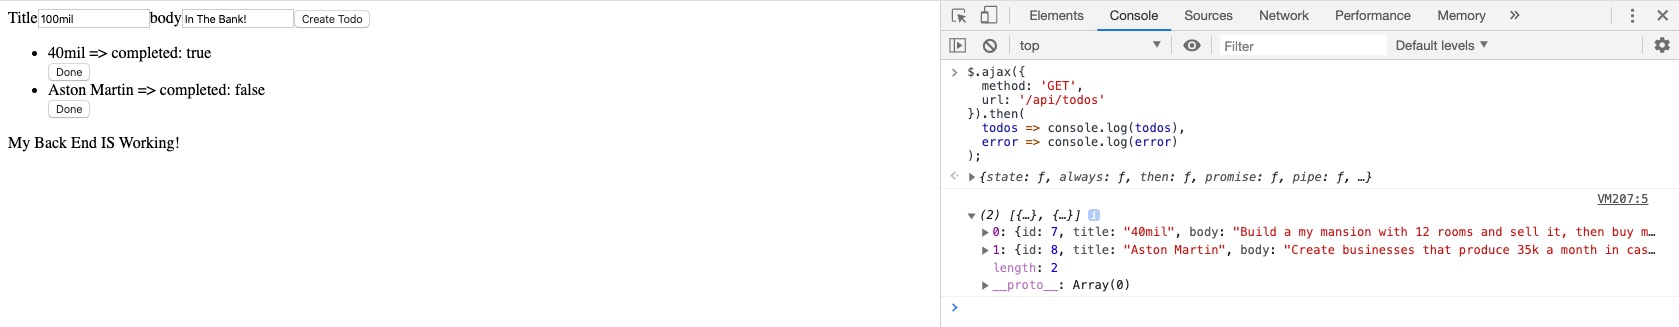 Title 100mil body In The Bank! Create Todo
• 40mil => completed: true
Done
• Aston Martin => completed: false
Done
My Back End IS Working!
Elements Console Sources Network Performance Memory »
top Filter Default levels ▼
> $.ajax({
method: 'GET',
url: '/api/todos'
}).then(
todos => console.log(todos),
error => console.log(error)
);
{state: ƒ, always: ƒ, then: ƒ, promise: ƒ, pipe: ƒ, …}
VM207:5
(2) [{…}, {…}] i
0: {id: 7, title: "40mil", body: "Build a my mansion with 12 rooms and sell it, then buy m…
1: {id: 8, title: "Aston Martin", body: "Create businesses that produce 35k a month in cas…
length: 2
__proto__: Array(0)
>